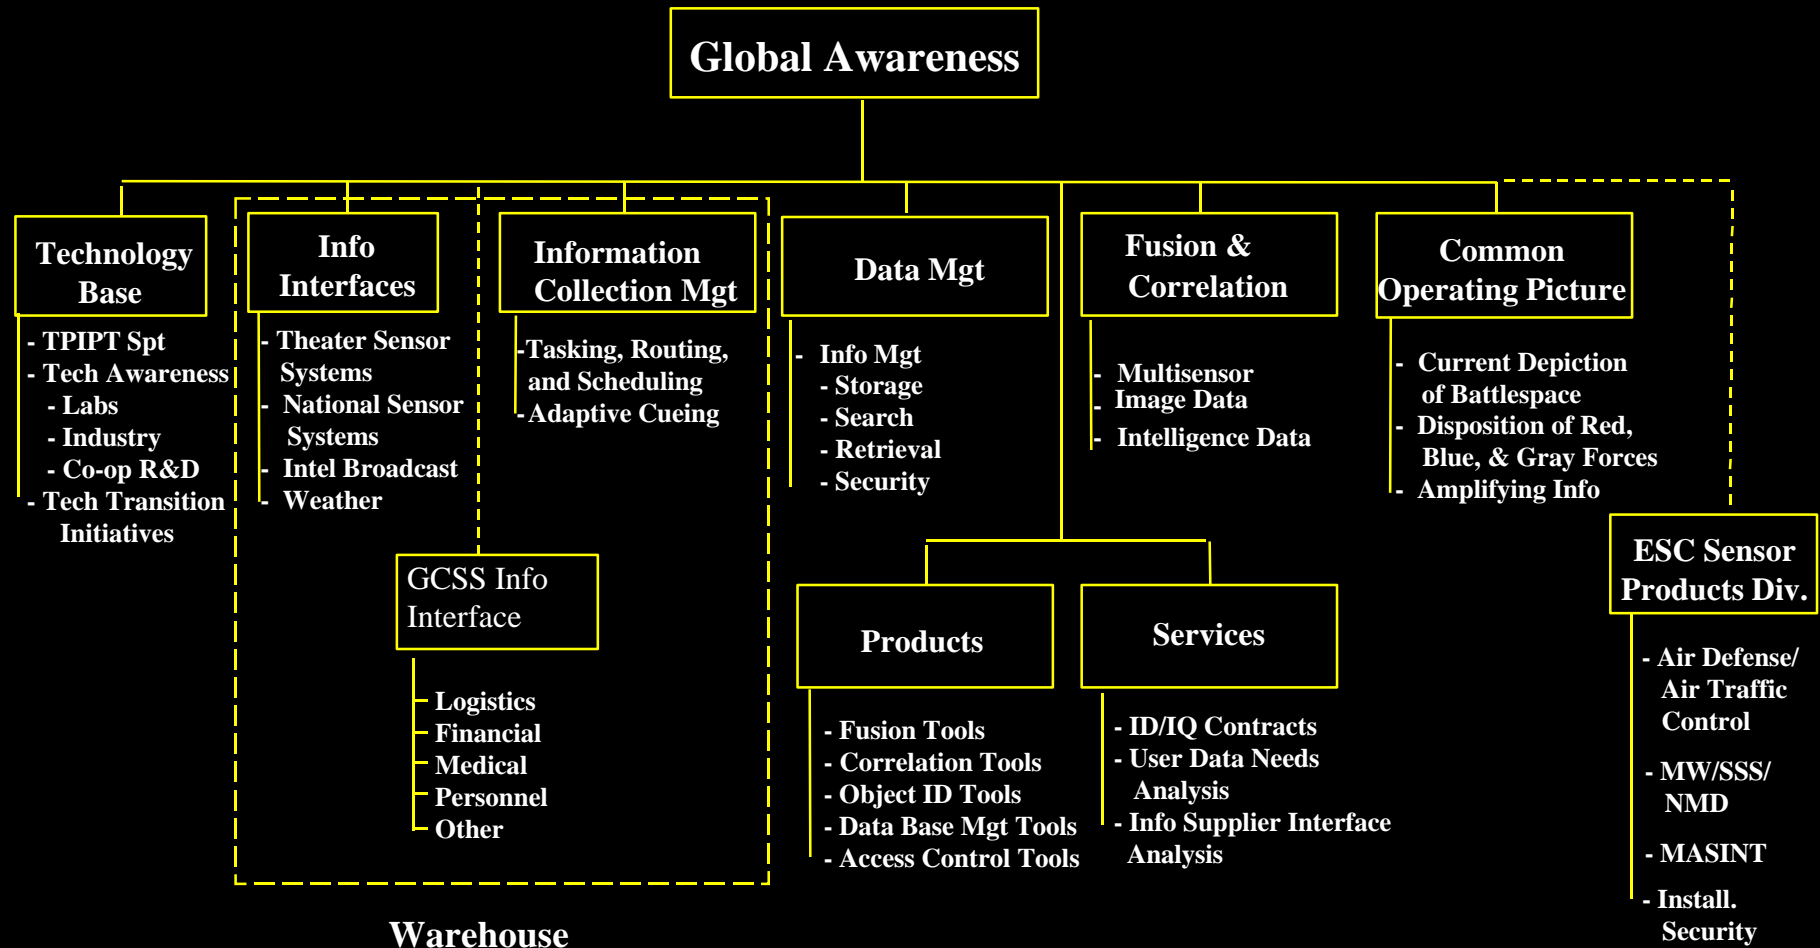 Global Awareness
Technology
Base
- TPIPT Spt
- Tech Awareness
- Labs
- Industry
- Co-op R&D
- Tech Transition
Initiatives
Info
Interfaces
- Theater Sensor
Systems
- National Sensor
Systems
- Intel Broadcast
- Weather
Information
Collection Mgt
-Tasking, Routing,
and Scheduling
-Adaptive Cueing
GCSS Info
Interface
Logistics
Financial
Medical
Personnel
Other
Warehouse
Data Mgt
- Info Mgt
- Storage
- Search
- Retrieval
- Security
Fusion &
Correlation
- Multisensor
- Image Data
- Intelligence Data
Common
Operating Picture
- Current Depiction
of Battlespace
- Disposition of Red,
Blue, & Gray Forces
- Amplifying Info
Products
- Fusion Tools
- Correlation Tools
- Object ID Tools
- Data Base Mgt Tools
- Access Control Tools
Services
- ID/IQ Contracts
- User Data Needs
Analysis
- Info Supplier Interface
Analysis
ESC Sensor
Products Div.
- Air Defense/
Air Traffic
Control
- MW/SSS/
NMD
- MASINT
- Install.
Security